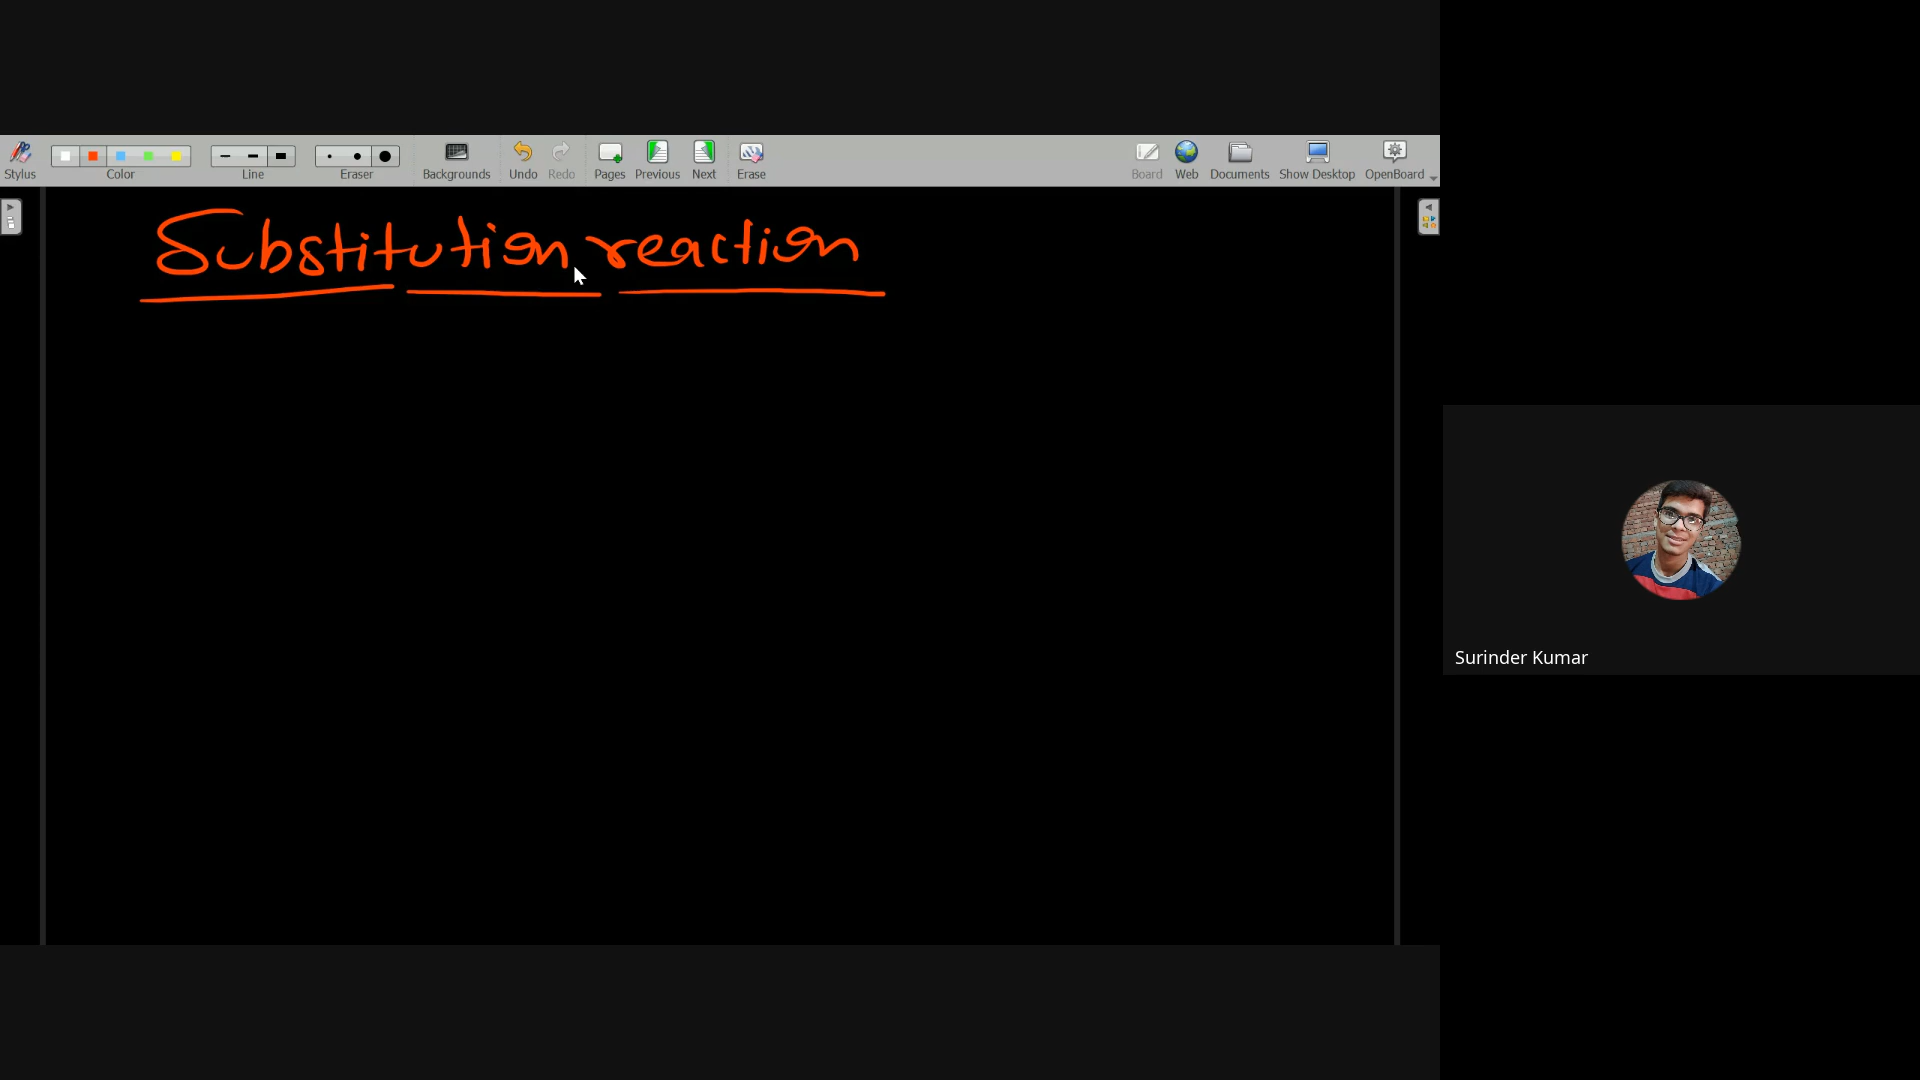 Stylus Color Line Eraser Backgrounds Undo Redo Pages Previous Next Erase Board Web Documents Show Desktop OpenBoard
Substitution reaction
Surinder Kumar